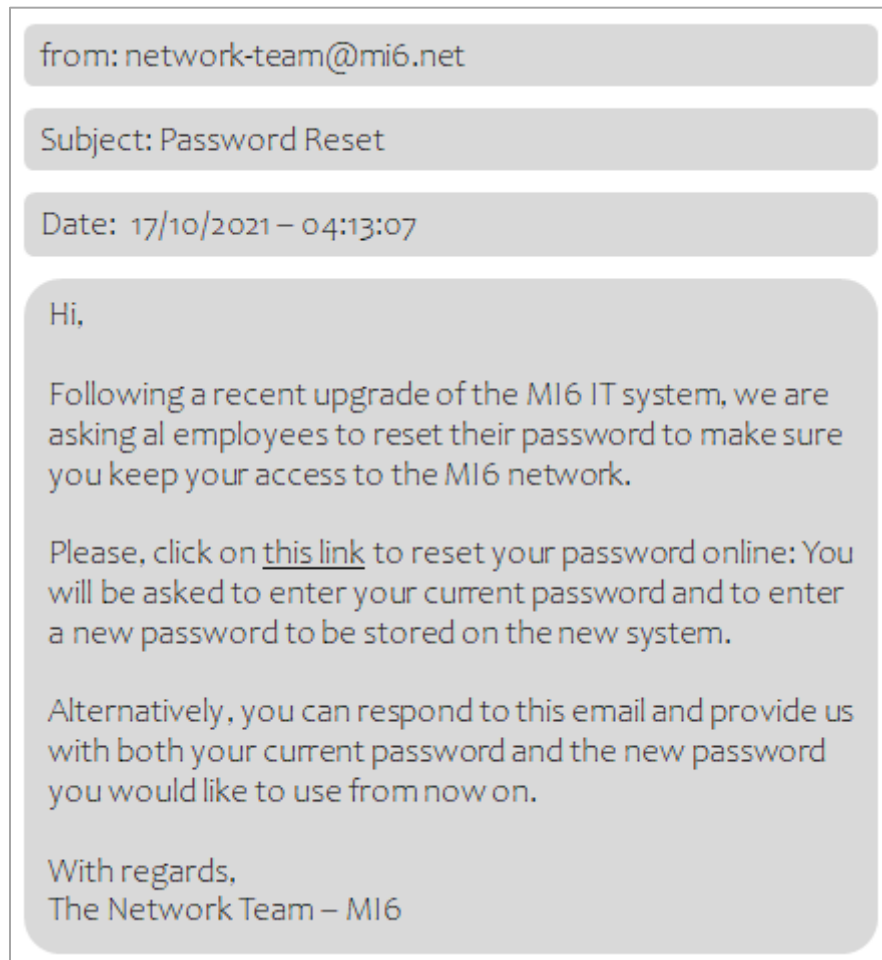 from: network-team@mi6.net
Subject: Password Reset
Date: 17/10/2021 – 04:13:07
Hi,
Following a recent upgrade of the MI6 IT system, we are
asking al employees to reset their password to make sure
you keep your access to the MI6 network.
Please, click on this link to reset your password online: You
will be asked to enter your current password and to enter
a new password to be stored on the new system.
Alternatively, you can respond to this email and provide us
with both your current password and the new password
you would like to use from now on.
With regards,
The Network Team – MI6